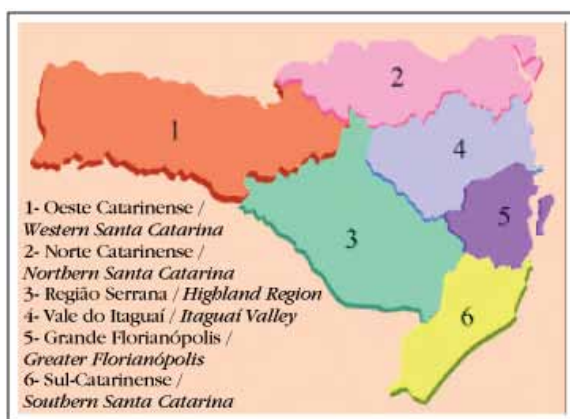 2
1
4
5
3
6
1- Oeste Catarinense /
Western Santa Catarina
2- Norte Catarinense /
Northern Santa Catarina
3- Região Serrana / Highland Region
4- Vale do Itaguaí / Itaguaí Valley
5- Grande Florianópolis /
Greater Florianópolis
6- Sul-Catarinense /
Southern Santa Catarina